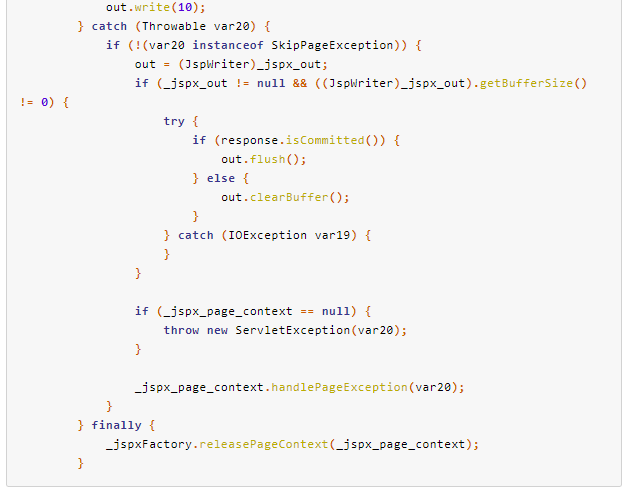 out.write(10);
} catch (Throwable var20) {
if (!(var20 instanceof SkipPageException)) {
out = (JspWriter)_jspx_out;
if (_jspx_out != null && ((JspWriter)_jspx_out).getBufferSize()
!= 0) {
try {
if (response.isCommitted()) {
out.flush();
} else {
out.clearBuffer();
}
} catch (IOException var19) {
}
}
if (_jspx_page_context == null) {
throw new ServletException(var20);
}
_jspx_page_context.handlePageException(var20);
}
} finally {
_jspxFactory.releasePageContext(_jspx_page_context);
}